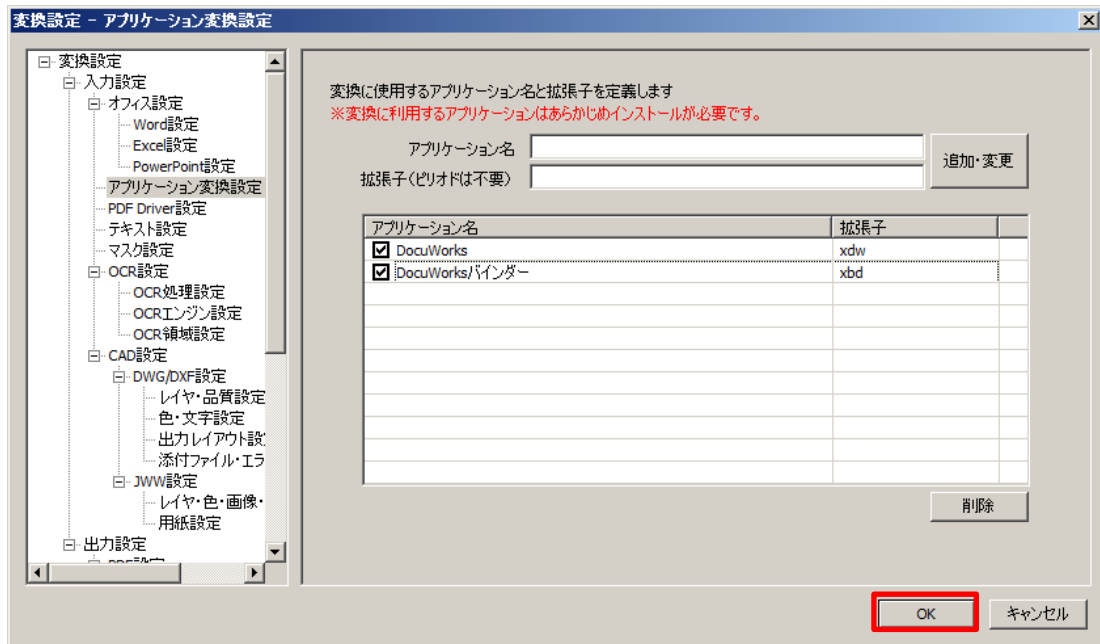 変換設定 - アプリケーション変換設定
変換設定
入力設定
オフィス設定
Word設定
Excel設定
PowerPoint設定
アプリケーション変換設定
PDF Driver設定
テキスト設定
マスク設定
OCR設定
OCR処理設定
OCRエンジン設定
OCR領域設定
CAD設定
DWG/DXF設定
レイヤ・品質設定
色・文字設定
出力レイアウト設
添付ファイル・エラ
JWW設定
レイヤ・色・画像・
用紙設定
出力設定
変換に使用するアプリケーション名と拡張子を定義します
※変換に利用するアプリケーションはあらかじめインストールが必要です。
アプリケーション名
拡張子(ピリオドは不要)
追加・変更
アプリケーション名 拡張子
DocuWorks xdw
DocuWorksバインダー xbd
削除
OK キャンセル